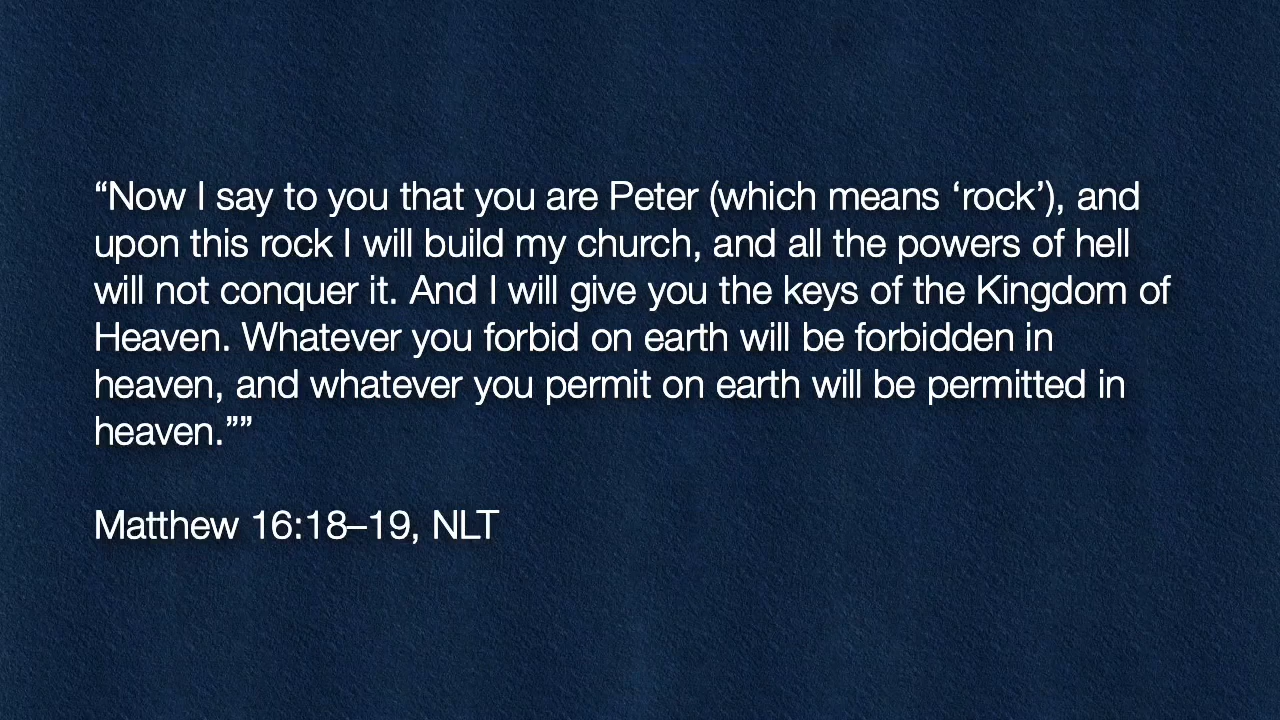 “Now I say to you that you are Peter (which means ‘rock’), and
upon this rock I will build my church, and all the powers of hell
will not conquer it. And I will give you the keys of the Kingdom of
Heaven. Whatever you forbid on earth will be forbidden in
heaven, and whatever you permit on earth will be permitted in
heaven.””
Matthew 16:18–19, NLT